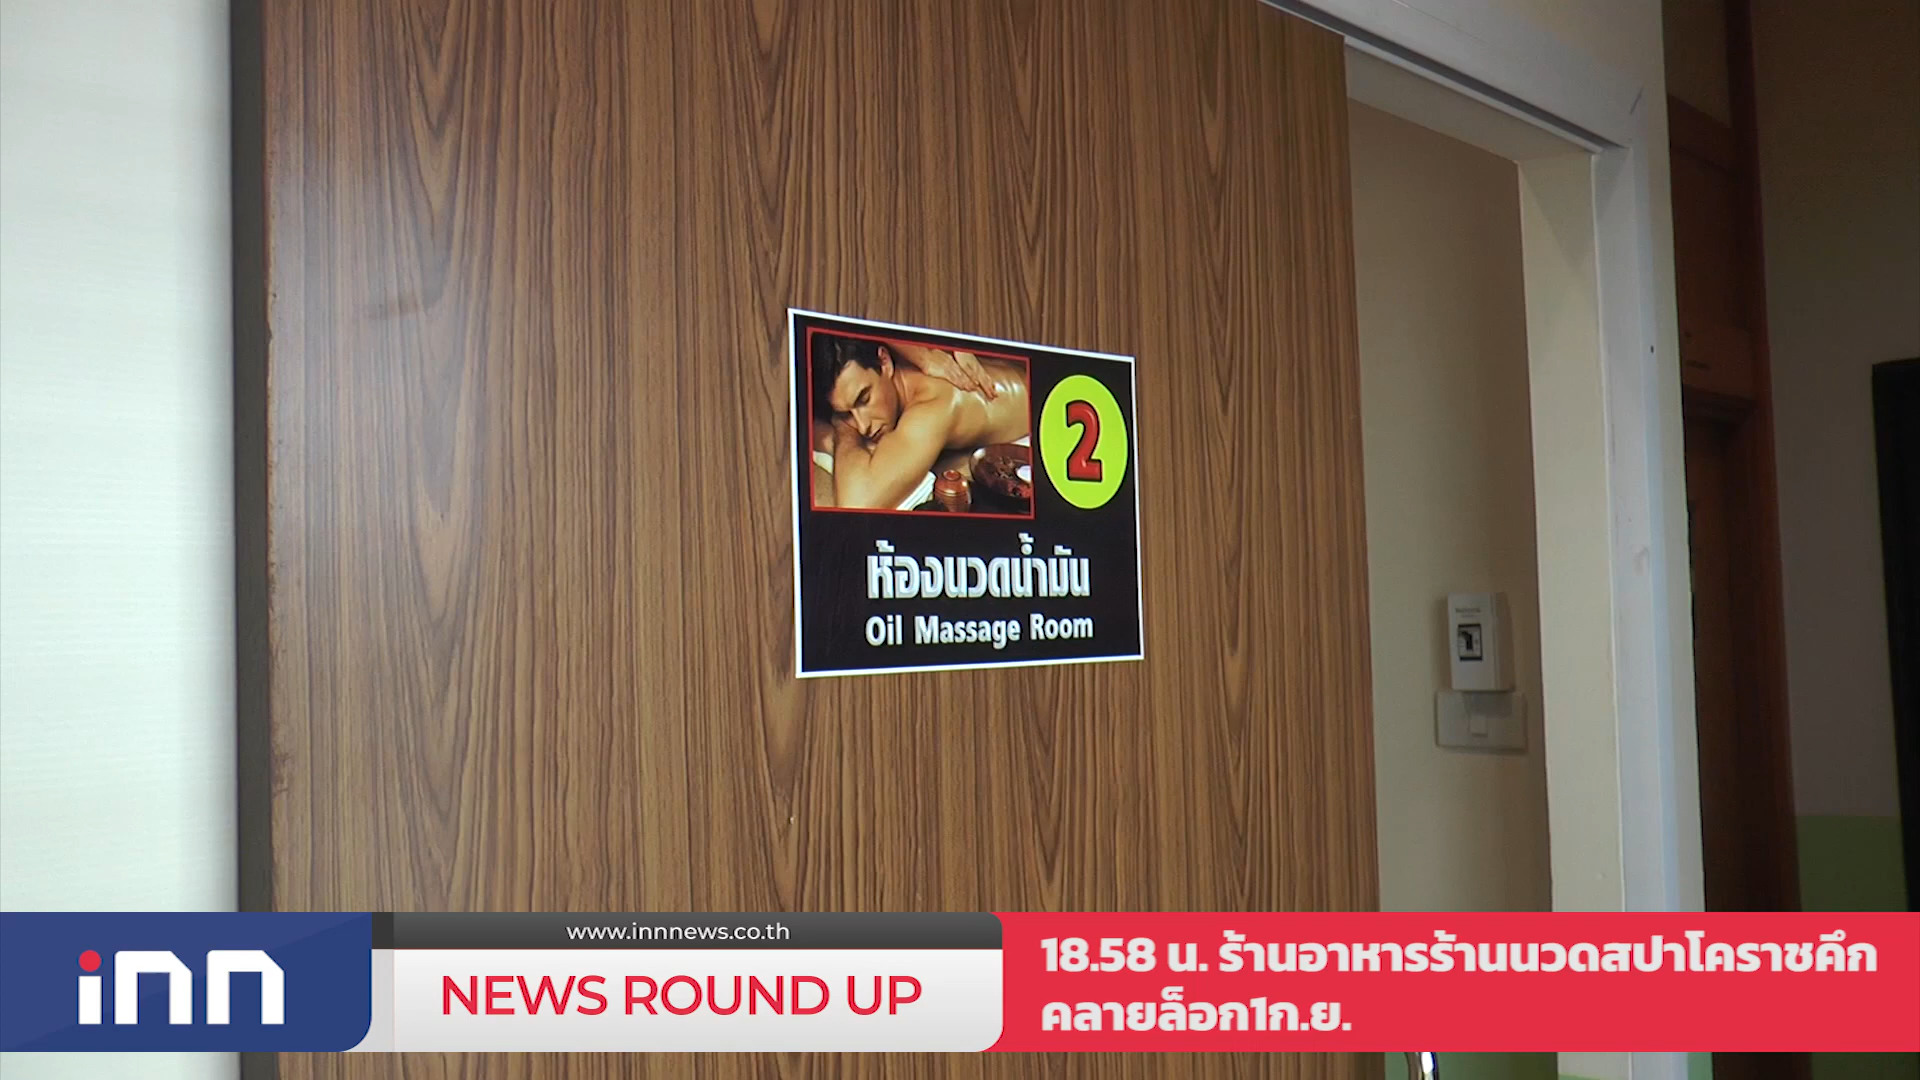 2
ห้องนวดน้ำมัน
Oil Massage Room
inn
www.innnews.co.th
NEWS ROUND UP
18.58 น. ร้านอาหารร้านนวดสปาโคราชคึก
คลายล็อก1ก.ย.